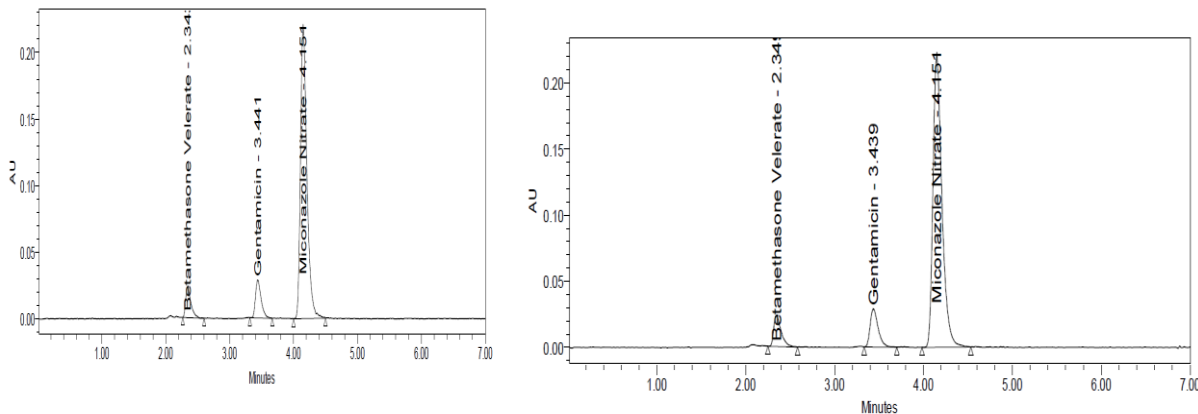 AU
0.20
0.15
0.10
0.05
0.00
Betamethasone Velerate - 2.34
Gentamicin - 3.441
Miconazole Nitrate - 4.154
1.00 2.00 3.00 4.00 5.00 6.00 7.00
Minutes
AU
0.20
0.15
0.10
0.05
0.00
Betamethasone Velerate - 2.349
Gentamicin - 3.439
Miconazole Nitrate - 4.154
1.00 2.00 3.00 4.00 5.00 6.00 7.00
Minutes